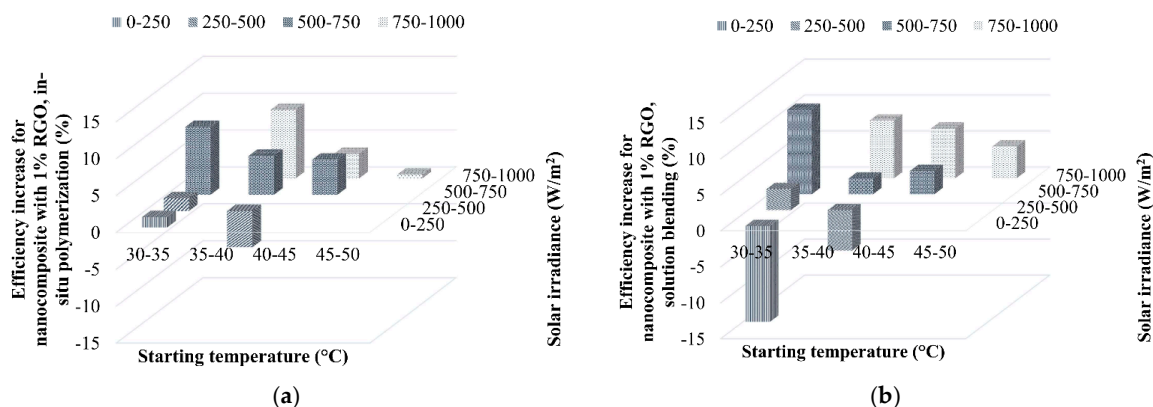 0-250 250-500 500-750 750-1000
Efficiency increase for
nanocomposite with 1% RGO, in-
situ polymerization (%)
15
10
5
0
-5
-10
-15
30-35 35-40 40-45 45-50
Starting temperature (°C)
750-1000
500-750
250-500
0-250
Solar irradiance (W/m²)
(a)
0-250 250-500 500-750 750-1000
Efficiency increase for
nanocomposite with 1% RGO,
solution blending (%)
15
10
5
0
-5
-10
-15
30-35 35-40 40-45 45-50
Starting temperature (°C)
750-1000
500-750
250-500
0-250
Solar irradiance (W/m²)
(b)